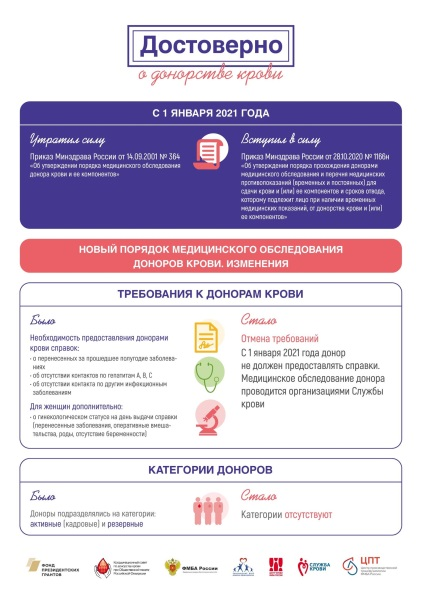 Достоверно
о донорстве крови
С 1 ЯНВАРЯ 2021 ГОДА
Утратил силу
Приказ Минздрава России от 14.09.2001 № 364
«Об утверждении порядка медицинского обследования
донора крови и ее компонентов»
Вступил в силу
Приказ Минздрава России от 28.10.2020 № 1166н
«Об утверждении порядка прохождения донорами
медицинского обследования и перечня медицинских
противопоказаний (временных и постоянных) для
сдачи крови и (или) ее компонентов и сроков отвода,
которому подлежит лицо при наличии временных
медицинских показаний, от донорства крови и (или)
ее компонентов»
НОВЫЙ ПОРЯДОК МЕДИЦИНСКОГО ОБСЛЕДОВАНИЯ
ДОНОРОВ КРОВИ. ИЗМЕНЕНИЯ
ТРЕБОВАНИЯ К ДОНОРАМ КРОВИ
Было
Необходимость предоставления донорами
крови справок:
- о перенесенных за прошедшее полугодие заболева-
ниях
- об отсутствии контактов по гепатитам А, В, С
- об отсутствии контакта по другим инфекционным
заболеваниям
Для женщин дополнительно:
- о гинекологическом статусе на день выдачи справки
(перенесенные заболевания, оперативные вмеша-
тельства, роды, отсутствие беременности)
Стало
Отмена требований
С 1 января 2021 года донор
не должен предоставлять справки.
Медицинское обследование донора
проводится организациями Службы
крови
КАТЕГОРИИ ДОНОРОВ
Было
Доноры подразделялись на категории:
активные (кадровые) и резервные
Стало
Категории отсутствуют
ФОНД
ПРЕЗИДЕНТСКИХ
ГРАНТОВ
ФМБА России
СЛУЖБА
КРОВИ
ЦПТ